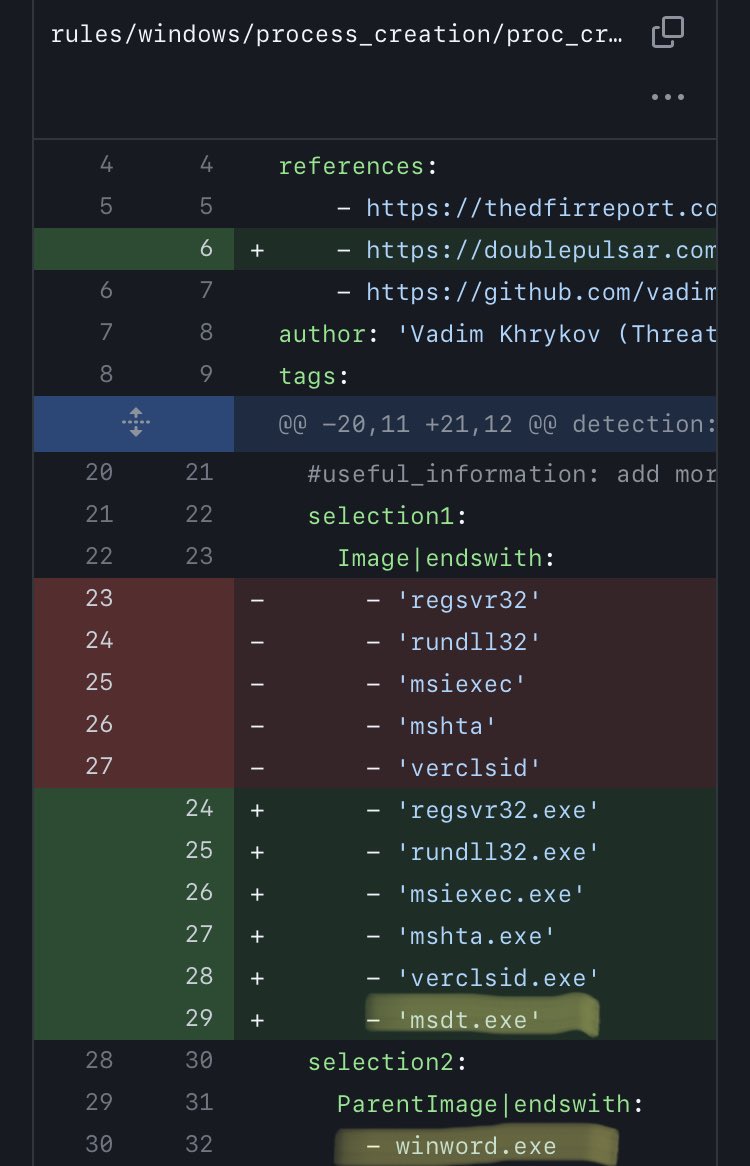 rules/windows/process_creation/proc_cr…
4 4 references:
5 5 - https://thedfirreport.co
6 + - https://doublepulsar.com
6 7 - https://github.com/vadim
7 8 author: 'Vadim Khrykov (Threat
8 9 tags:
@@ -20,11 +21,12 @@ detection:
20 21 #useful_information: add mor
21 22 selection1:
22 23 Image|endswith:
23 - - 'regsvr32'
24 - - 'rundll32'
25 - - 'msiexec'
26 - - 'mshta'
27 - - 'verclsid'
24 + - 'regsvr32.exe'
25 + - 'rundll32.exe'
26 + - 'msiexec.exe'
27 + - 'mshta.exe'
28 + - 'verclsid.exe'
29 + - 'msdt.exe'
28 30 selection2:
29 31 ParentImage|endswith:
30 32 - winword.exe